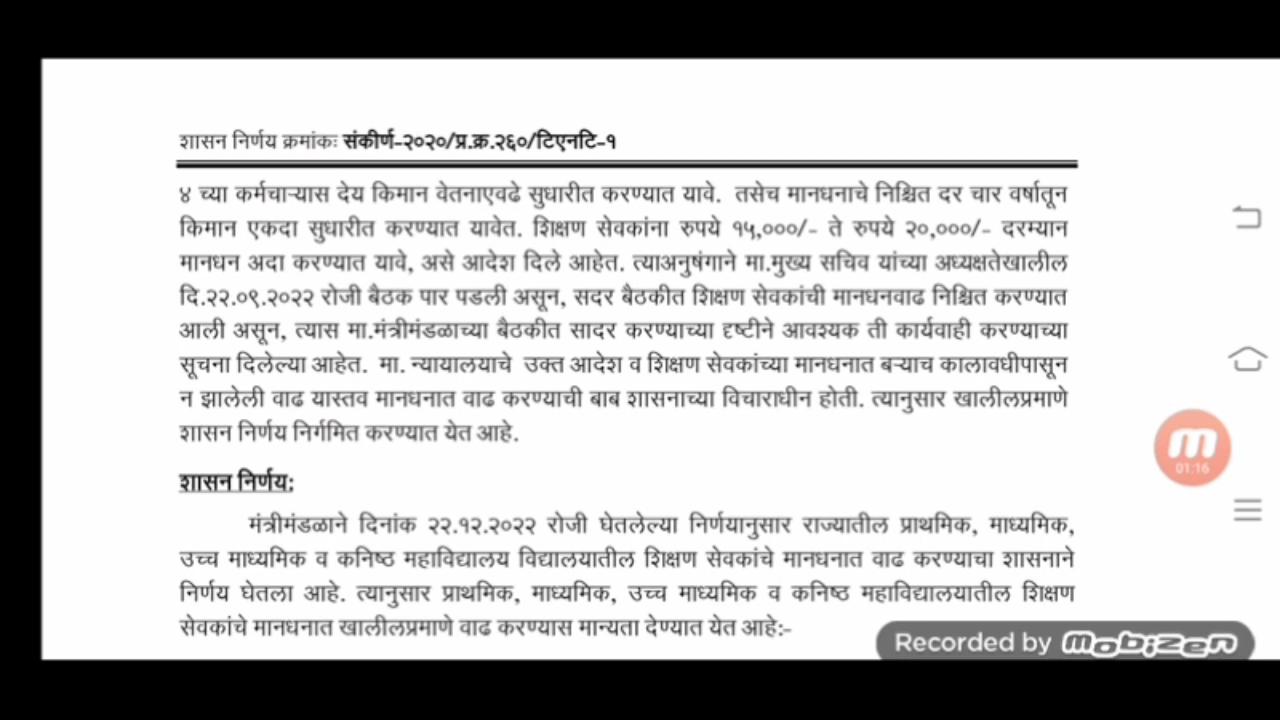 शासन निर्णय क्रमांकः संकीर्ण-२०२०/प्र.क्र.२६०/टिएनटि-१
४ च्या कर्मचाऱ्यास देय किमान वेतनाएवढे सुधारीत करण्यात यावे. तसेच मानधनाचे निश्चित दर चार वर्षातून
किमान एकदा सुधारीत करण्यात यावेत. शिक्षण सेवकांना रुपये १५,०००/- ते रुपये २०,०००/- दरम्यान
मानधन अदा करण्यात यावे, असे आदेश दिले आहेत. त्याअनुषंगाने मा.मुख्य सचिव यांच्या अध्यक्षतेखालील
दि.२२.०९.२०२२ रोजी बैठक पार पडली असून, सदर बैठकीत शिक्षण सेवकांची मानधनवाढ निश्चित करण्यात
आली असून, त्यास मा.मंत्रीमंडळाच्या बैठकीत सादर करण्याच्या दृष्टीने आवश्यक ती कार्यवाही करण्याच्या
सूचना दिलेल्या आहेत. मा. न्यायालयाचे उक्त आदेश व शिक्षण सेवकांच्या मानधनात बऱ्याच कालावधीपासून
न झालेली वाढ यास्तव मानधनात वाढ करण्याची बाब शासनाच्या विचाराधीन होती. त्यानुसार खालीलप्रमाणे
शासन निर्णय निर्गमित करण्यात येत आहे.
शासन निर्णय:
मंत्रीमंडळाने दिनांक २२.१२.२०२२ रोजी घेतलेल्या निर्णयानुसार राज्यातील प्राथमिक, माध्यमिक,
उच्च माध्यमिक व कनिष्ठ महाविद्यालय विद्यालयातील शिक्षण सेवकांचे मानधनात वाढ करण्याचा शासनाने
निर्णय घेतला आहे. त्यानुसार प्राथमिक, माध्यमिक, उच्च माध्यमिक व कनिष्ठ महाविद्यालयातील शिक्षण
सेवकांचे मानधनात खालीलप्रमाणे वाढ करण्यास मान्यता देण्यात येत आहे:-
01:16
Recorded by mobizen